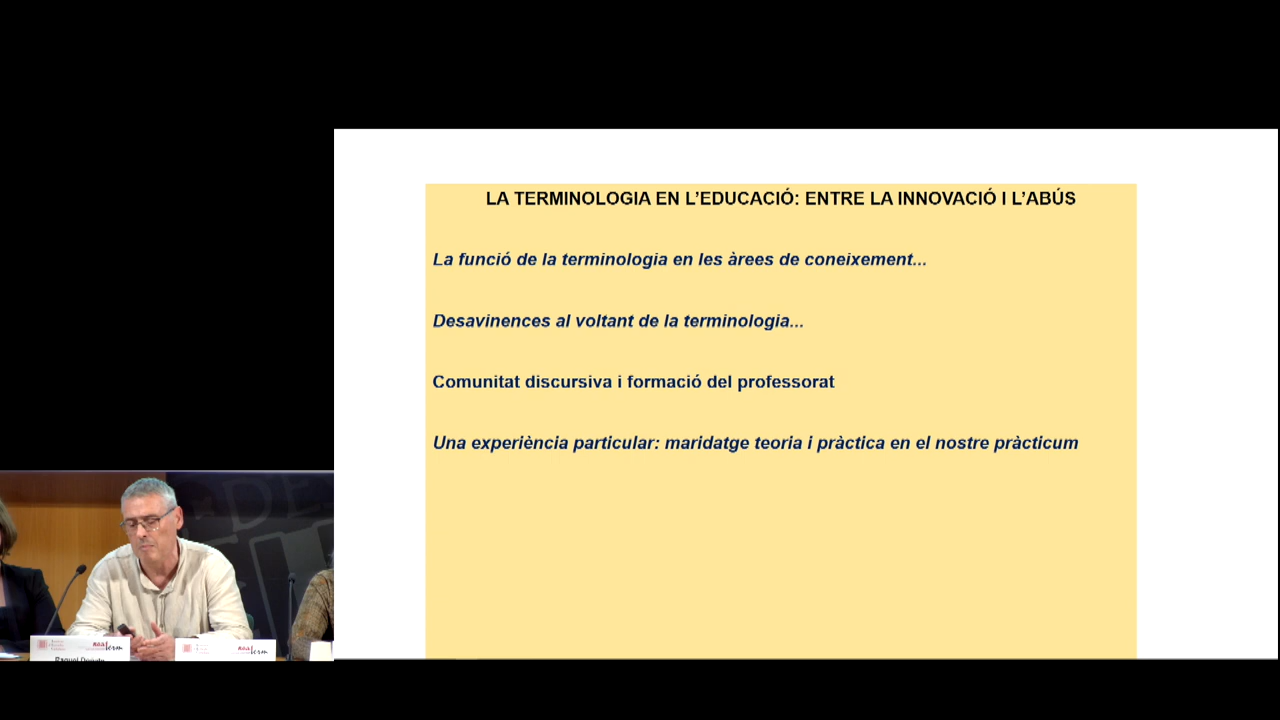 LA TERMINOLOGIA EN L'EDUCACIÓ: ENTRE LA INNOVACIÓ I L'ABÚS
La funció de la terminologia en les àrees de coneixement...
Desavinences al voltant de la terminologia...
Comunitat discursiva i formació del professorat
Una experiència particular: maridatge teoria i pràctica en el nostre pràcticum